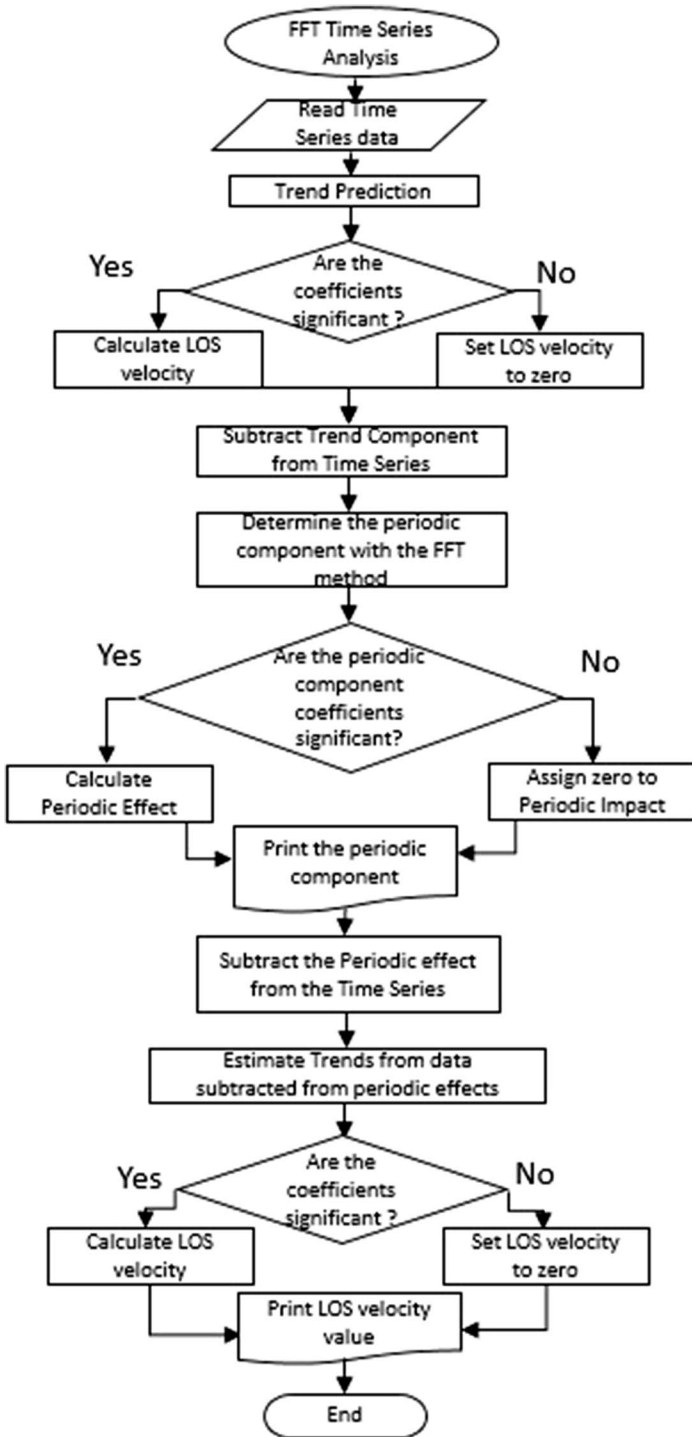 FFT Time Series
Analysis
Read Time
Series data
Trend Prediction
Yes
Are the
coefficients
significant ?
No
Calculate LOS
velocity
Set LOS velocity
to zero
Subtract Trend Component
from Time Series
Determine the periodic
component with the FFT
method
Yes
Are the periodic
component
coefficients
significant?
No
Calculate
Periodic Effect
Assign zero to
Periodic Impact
Print the periodic
component
Subtract the Periodic effect
from the Time Series
Estimate Trends from data
subtracted from periodic effects
Yes
Are the
coefficients
significant ?
No
Calculate LOS
velocity
Set LOS velocity
to zero
Print LOS velocity
value
End